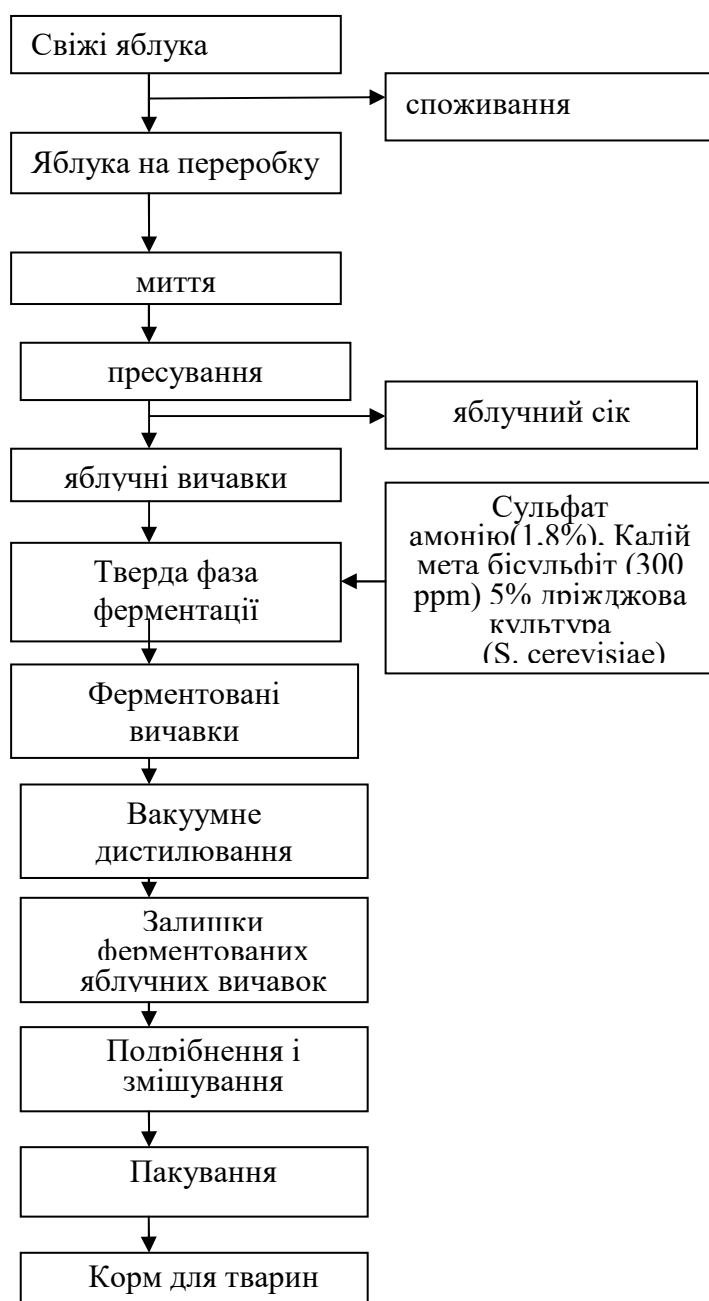 Свіжі яблука
споживання
Яблука на переробку
миття
пресування
яблучний сік
яблучні вичавки
Сульфат
амонію(1,8%), Калій
мета бісульфіт (300
ppm) 5% дріжджова
культура
(S. cerevisiae)
Тверда фаза
ферментації
Ферментовані
вичавки
Вакуумне
дистилювання
Залишки
ферментованих
яблучних вичавок
Подрібнення і
змішування
Пакування
Корм для тварин